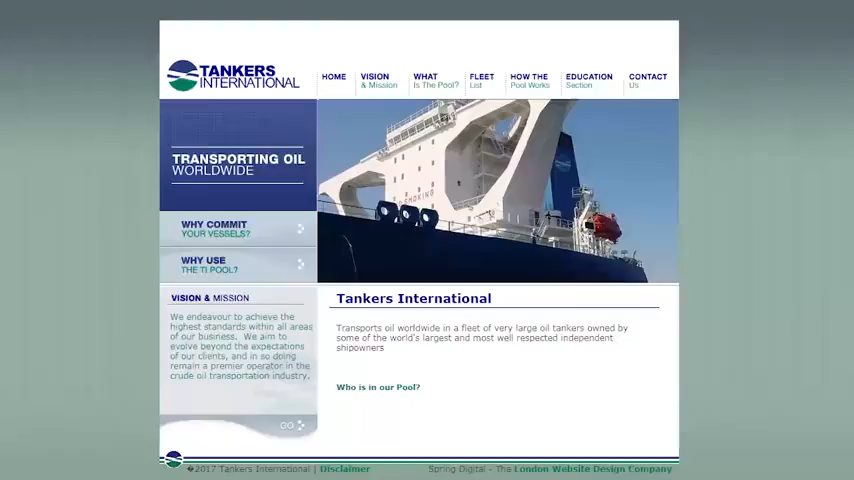 TANKERS
INTERNATIONAL
HOME
VISION
& Mission
WHAT
Is The Pool?
FLEET
List
HOW THE
Pool Works
EDUCATION
Section
CONTACT
Us
TRANSPORTING OIL
WORLDWIDE
NO SMOKING
WHY COMMIT
YOUR VESSELS?
WHY USE
THE TI POOL?
VISION & MISSION
We endeavour to achieve the
highest standards within all areas
of our business. We aim to
evolve beyond the expectations
of our clients, and in so doing
remain a premier operator in the
crude oil transportation industry.
GO
Tankers International
Transports oil worldwide in a fleet of very large oil tankers owned by
some of the world's largest and most well respected independent
shipowners
Who is in our Pool?
�2017 Tankers International | Disclaimer
Spring Digital - The London Website Design Company